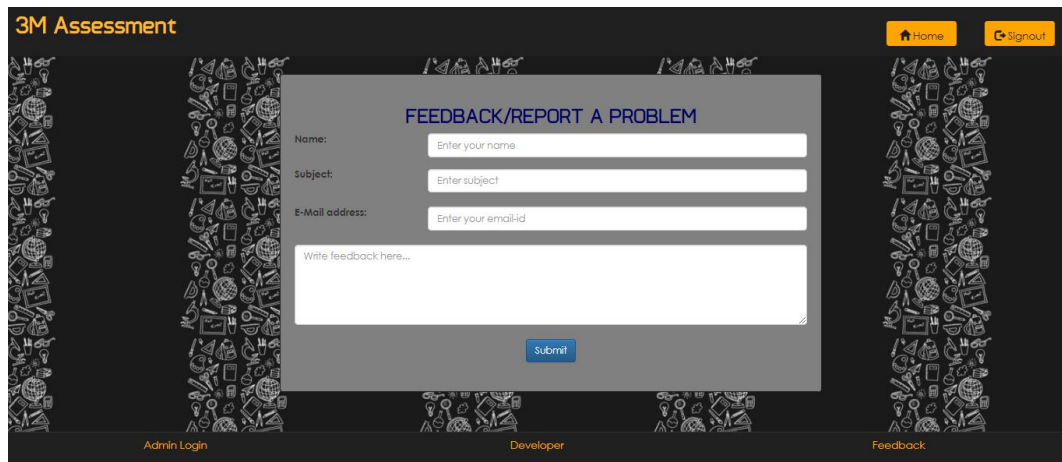 3M Assessment
Home
Signout
FEEDBACK/REPORT A PROBLEM
Name:
Enter your name
Subject:
Enter subject
E-Mail address:
Enter your email-id
Write feedback here...
Submit
Admin Login
Developer
Feedback